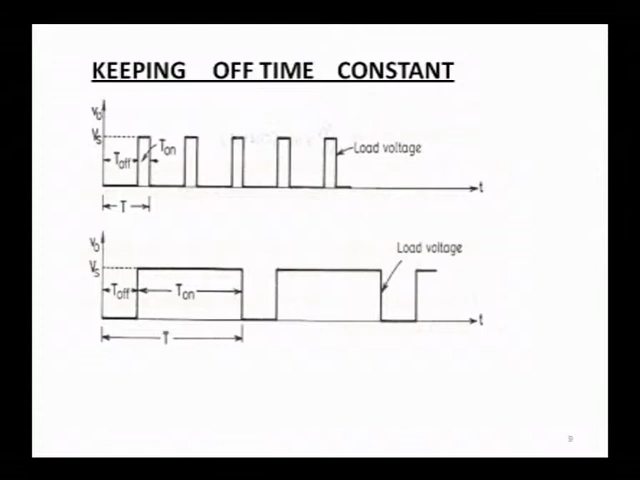 KEEPING OFF TIME CONSTANT
v₀
Vₛ
Toff
Ton
Load voltage
t
T
v₀
Vₛ
Load voltage
Toff
Ton
t
T
9